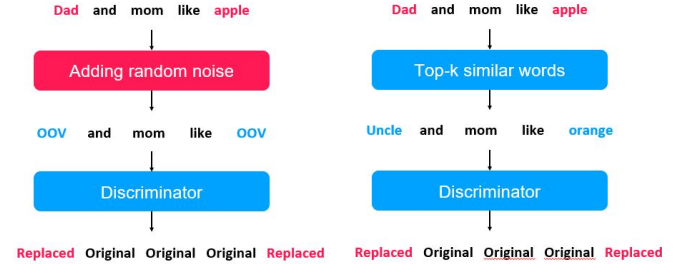 Dad and mom like apple
Adding random noise
OOV and mom like OOV
Discriminator
Replaced Original Original Original Replaced
Dad and mom like apple
Top-k similar words
Uncle and mom like orange
Discriminator
Replaced Original Original Original Replaced